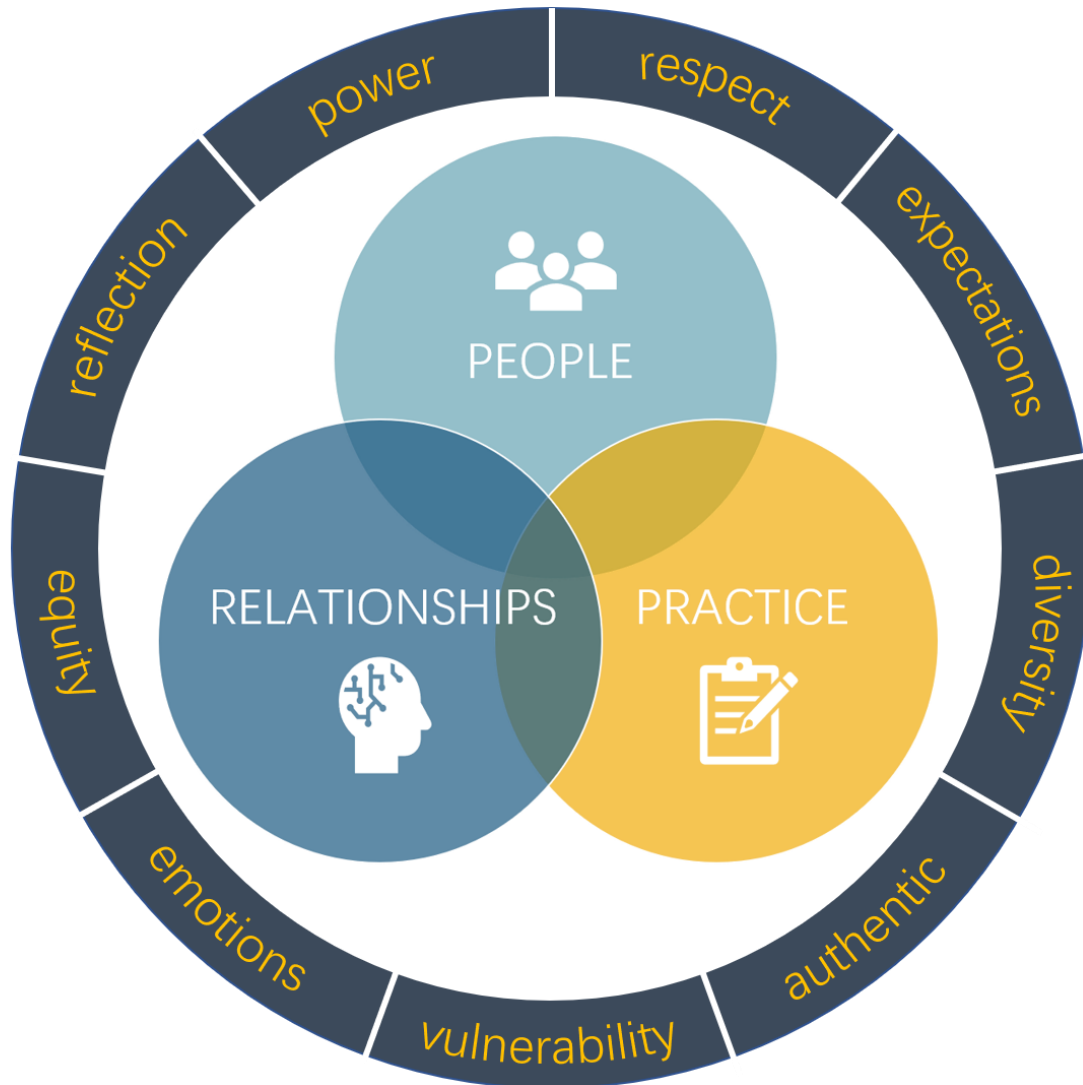 power
respect
expectations
diversity
authentic
vulnerability
emotions
equity
reflection
PEOPLE
RELATIONSHIPS
PRACTICE